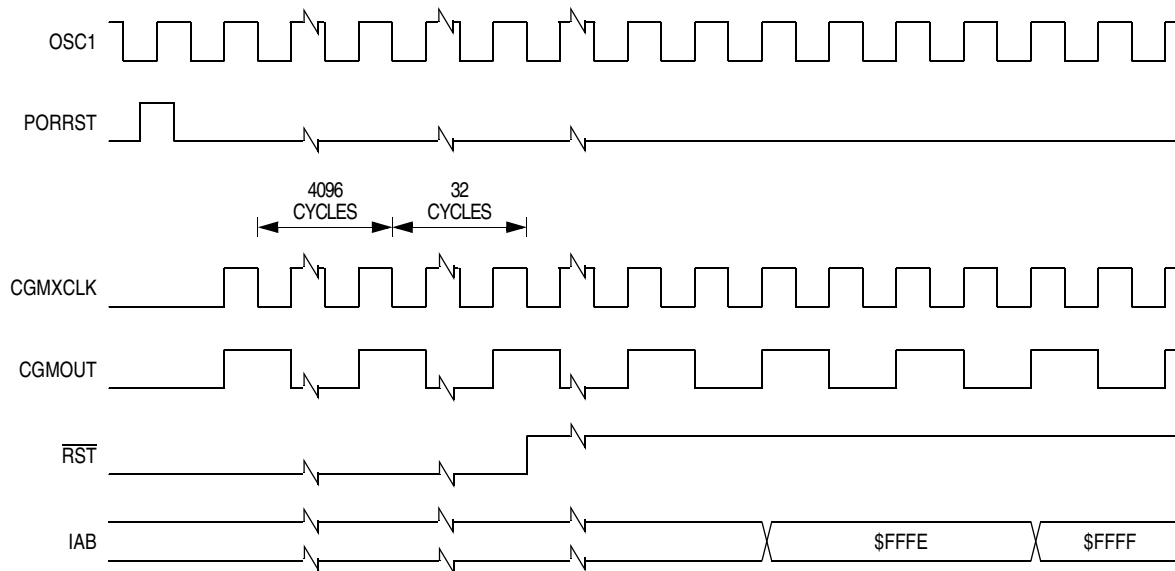 OSC1
PORRST
4096
CYCLES
32
CYCLES
CGMXCLK
CGMOUT
RST
IAB
$FFFE
$FFFF